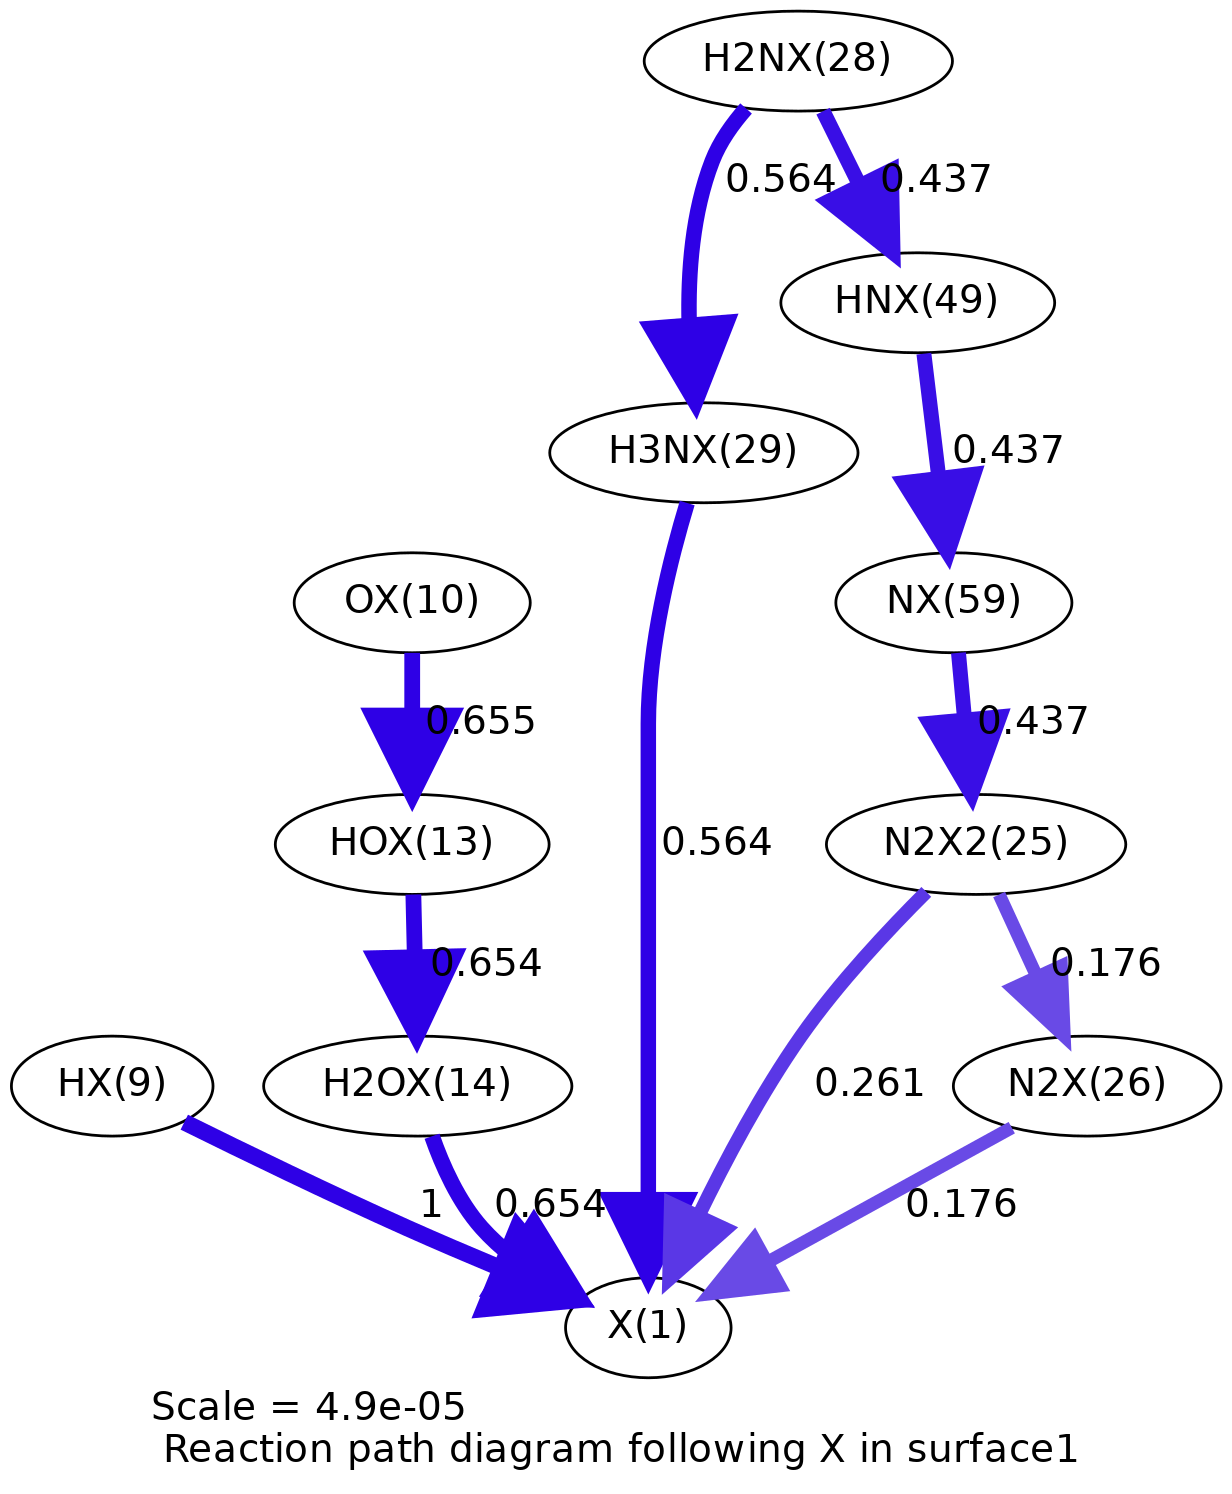 H2NX(28)
0.564
0.437
HNX(49)
H3NX(29)
0.437
OX(10)
NX(59)
0.655
0.437
HOX(13)
0.564
N2X2(25)
0.654
0.176
HX(9)
H2OX(14)
0.261
N2X(26)
1
0.654
0.176
X(1)
Scale = 4.9e-05
Reaction path diagram following X in surface1